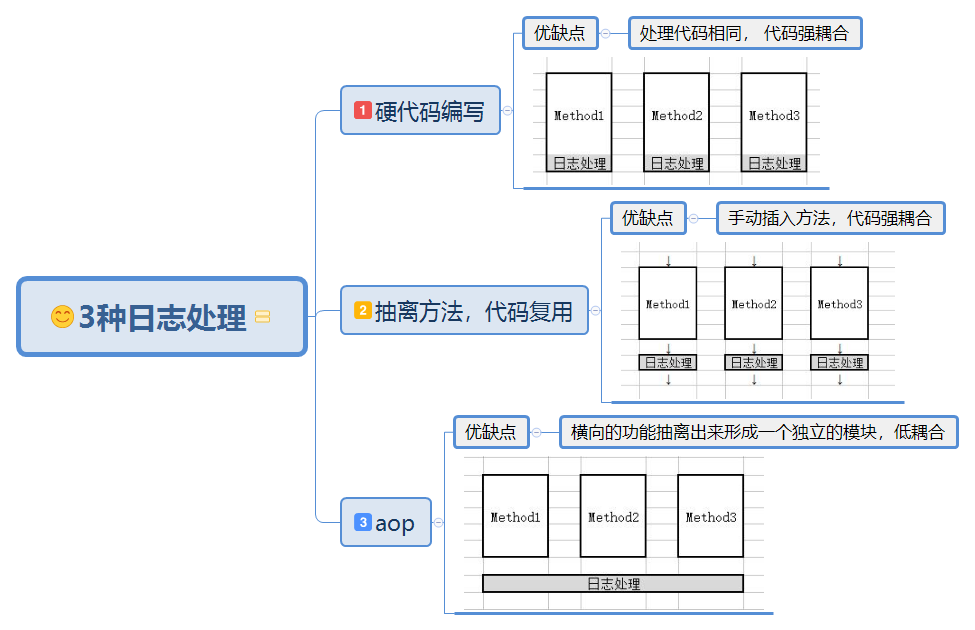 3种日志处理
1 硬代码编写
优缺点
处理代码相同， 代码强耦合
Method1
Method2
Method3
日志处理
日志处理
日志处理
2 抽离方法，代码复用
优缺点
手动插入方法，代码强耦合
Method1
Method2
Method3
日志处理
日志处理
日志处理
3 aop
优缺点
横向的功能抽离出来形成一个独立的模块，低耦合
Method1
Method2
Method3
日志处理